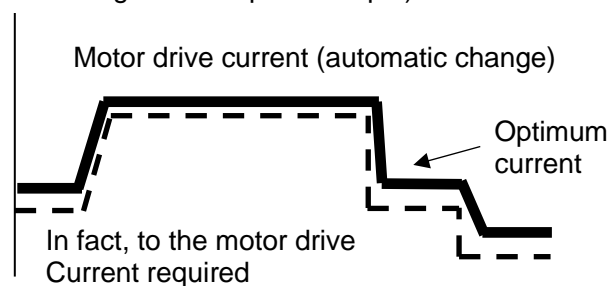 Motor drive current (automatic change)
Optimum
current
In fact, to the motor drive
Current required